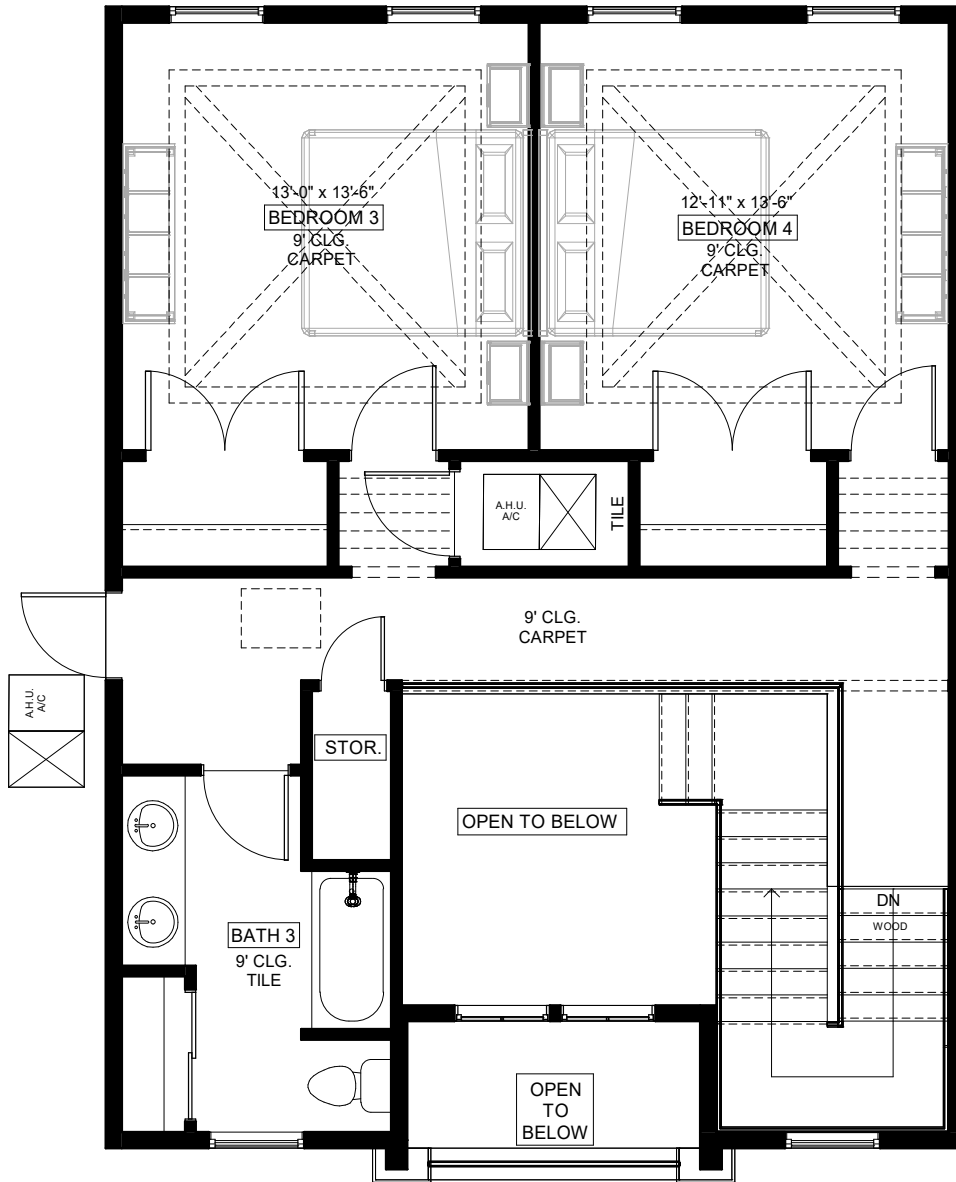 13'-0" x 13'-6"
BEDROOM 3
9' CLG.
CARPET
12'-11" x 13'-6"
BEDROOM 4
9' CLG.
CARPET
A.H.U.
A/C
TILE
9' CLG.
CARPET
A.H.U.
A/C
STOR.
OPEN TO BELOW
DN
WOOD
BATH 3
9' CLG.
TILE
OPEN
TO
BELOW